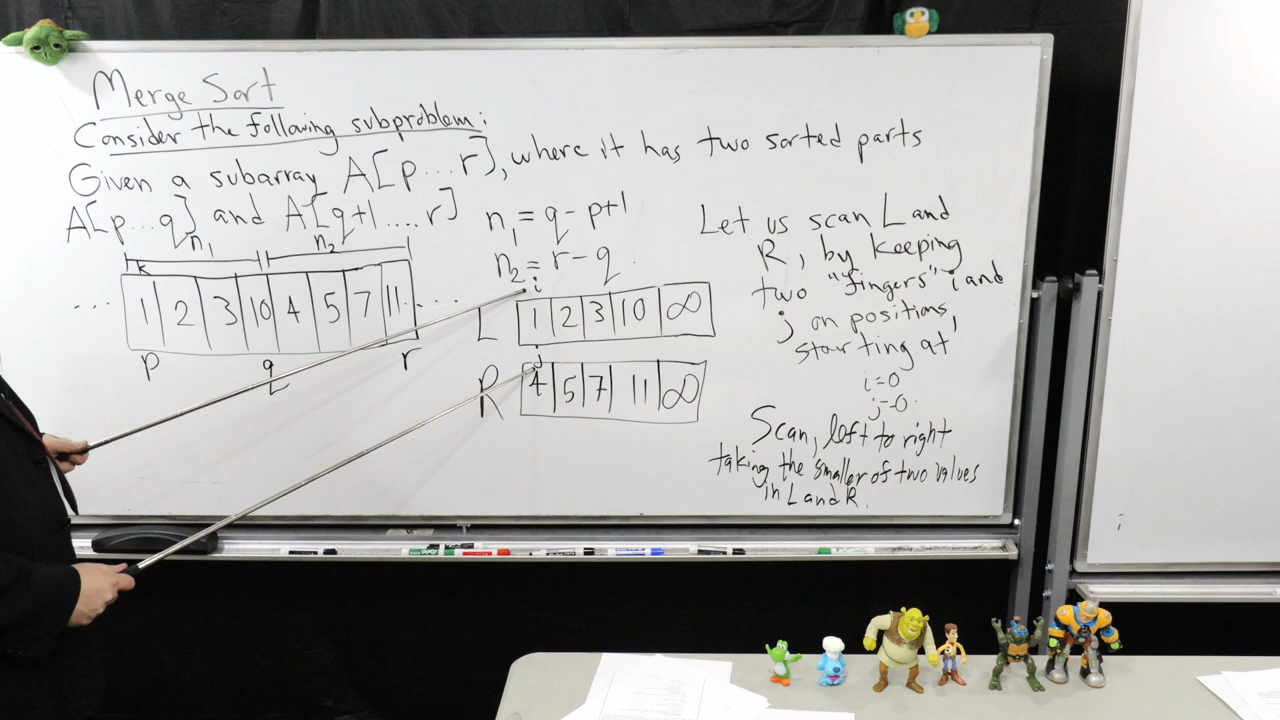 Merge Sort
Consider the following subproblem:
Given a subarray A[p...r], where it has two sorted parts
A[p...q] and A[q+1....r]
n₁ n₂
k
... 1 2 3 10 4 5 7 11 ....
p q r
n₁ = q - p+1
n₂ = r - q
i
L 1 2 3 10 ∞
j
R 4 5 7 11 ∞
Let us scan L and
R, by keeping
two "fingers" i and
j on positions,
starting at
i=0
j=0.
Scan, left to right
taking the smaller of two values
in L and R.